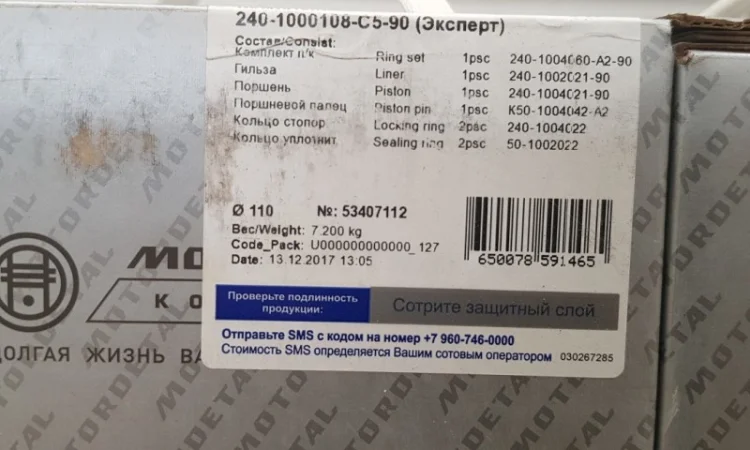 240-1000108-C5-90 (Эксперт)
Состав/Consist:
Комплект п/к Ring set 1psc 240-1004060-A2-90
Гильза Liner 1psc 240-1002021-90
Поршень Piston 1psc 240-1004021-90
Поршневой палец Piston pin 1psc K50-1004042-A2
Кольцо стопор Locking ring 2psc 240-1004022
Кольцо уплотнит Sealing ring 2psc 50-1002022
Ø 110 №: 53407112
Вес/Weight: 7.200 kg
Code_Pack: U000000000000_127
Date: 13.12.2017 13:05
650078 591465
Проверьте подлинность
продукции:
Сотрите защитный слой
Отправьте SMS с кодом на номер +7 960-746-0000
Стоимость SMS определяется Вашим сотовым оператором 030267285
MO
КО
ДОЛГАЯ ЖИЗНЬ ВА
MOTORDETAL
MOTORDETAL
MOTORDETAL